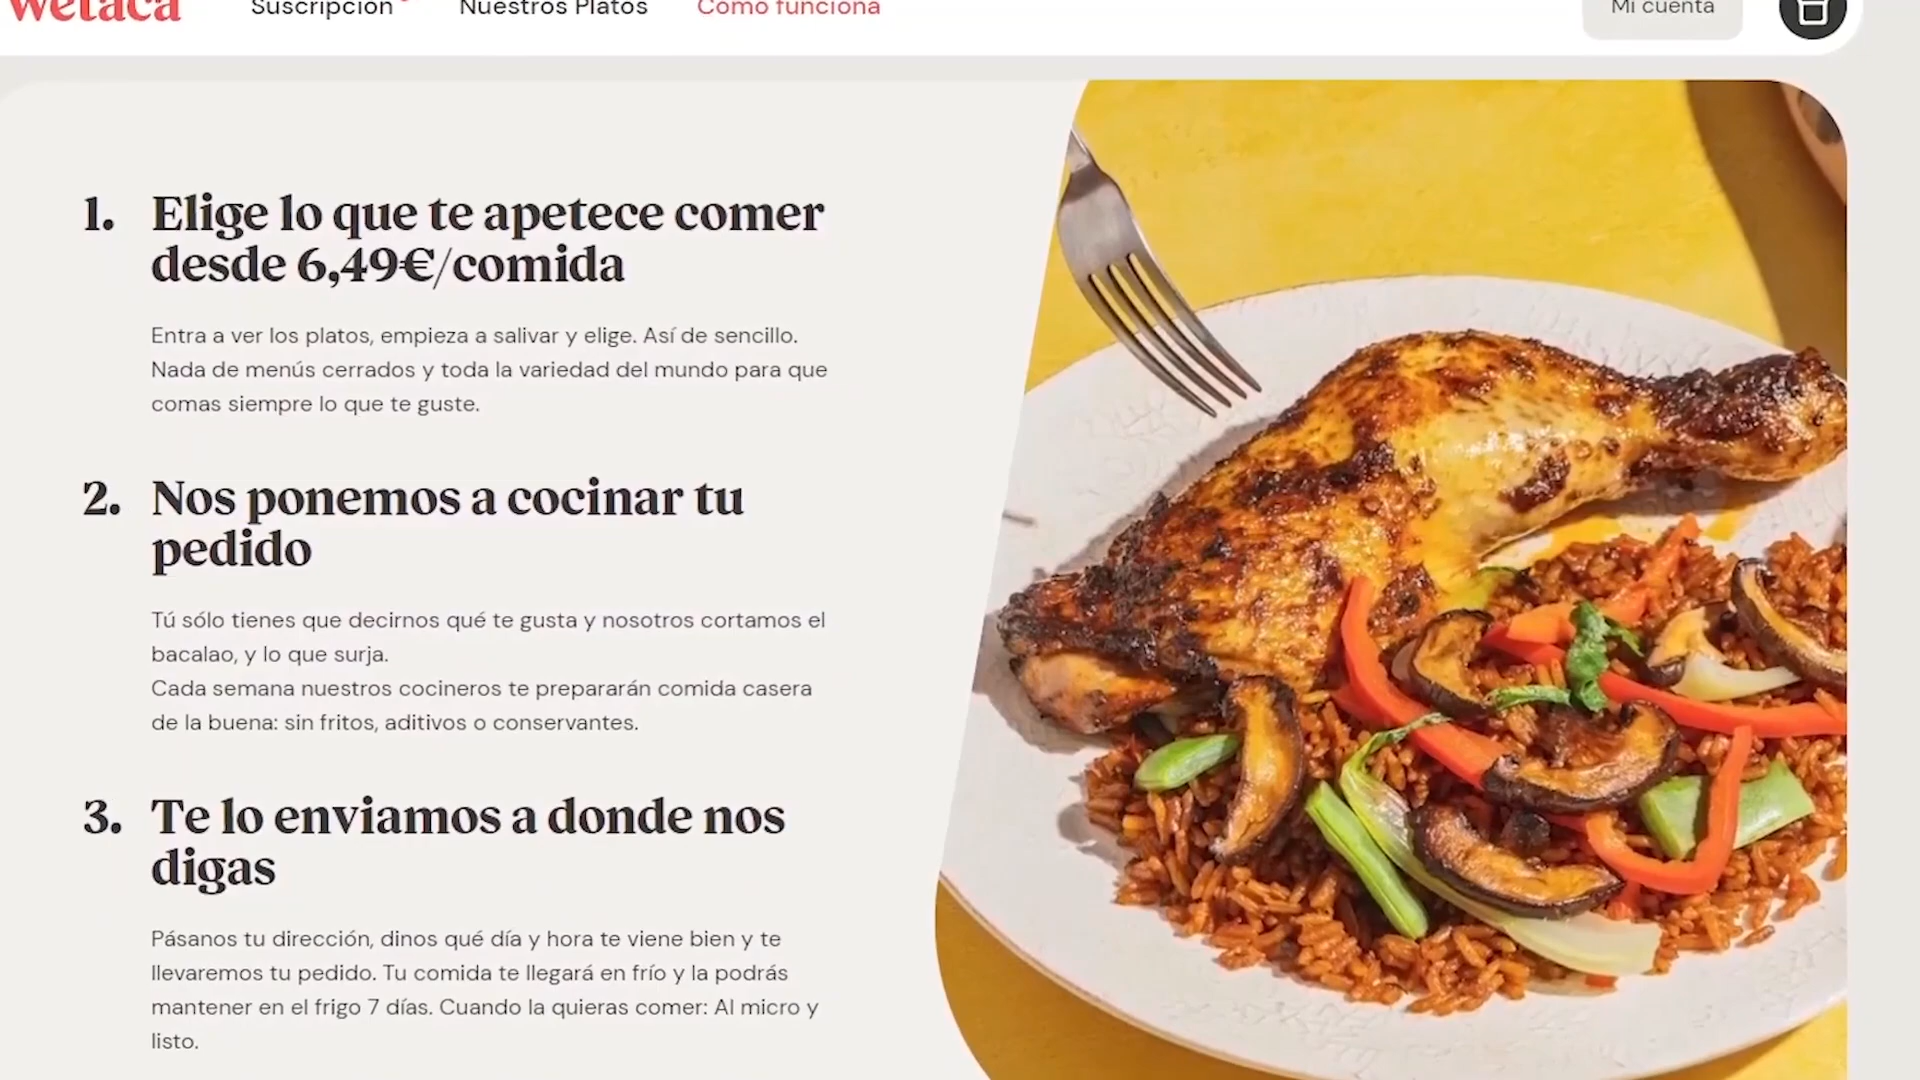 wetaca
Suscripción
Nuestros Platos
Cómo funciona
Mi cuenta
1. Elige lo que te apetece comer
desde 6,49€/comida
Entra a ver los platos, empieza a salivar y elige. Así de sencillo.
Nada de menús cerrados y toda la variedad del mundo para que
comas siempre lo que te guste.
2. Nos ponemos a cocinar tu
pedido
Tú sólo tienes que decirnos qué te gusta y nosotros cortamos el
bacalao, y lo que surja.
Cada semana nuestros cocineros te prepararán comida casera
de la buena: sin fritos, aditivos o conservantes.
3. Te lo enviamos a donde nos
digas
Pásanos tu dirección, dinos qué día y hora te viene bien y te
llevaremos tu pedido. Tu comida te llegará en frío y la podrás
mantener en el frigo 7 días. Cuando la quieras comer: Al micro y
listo.